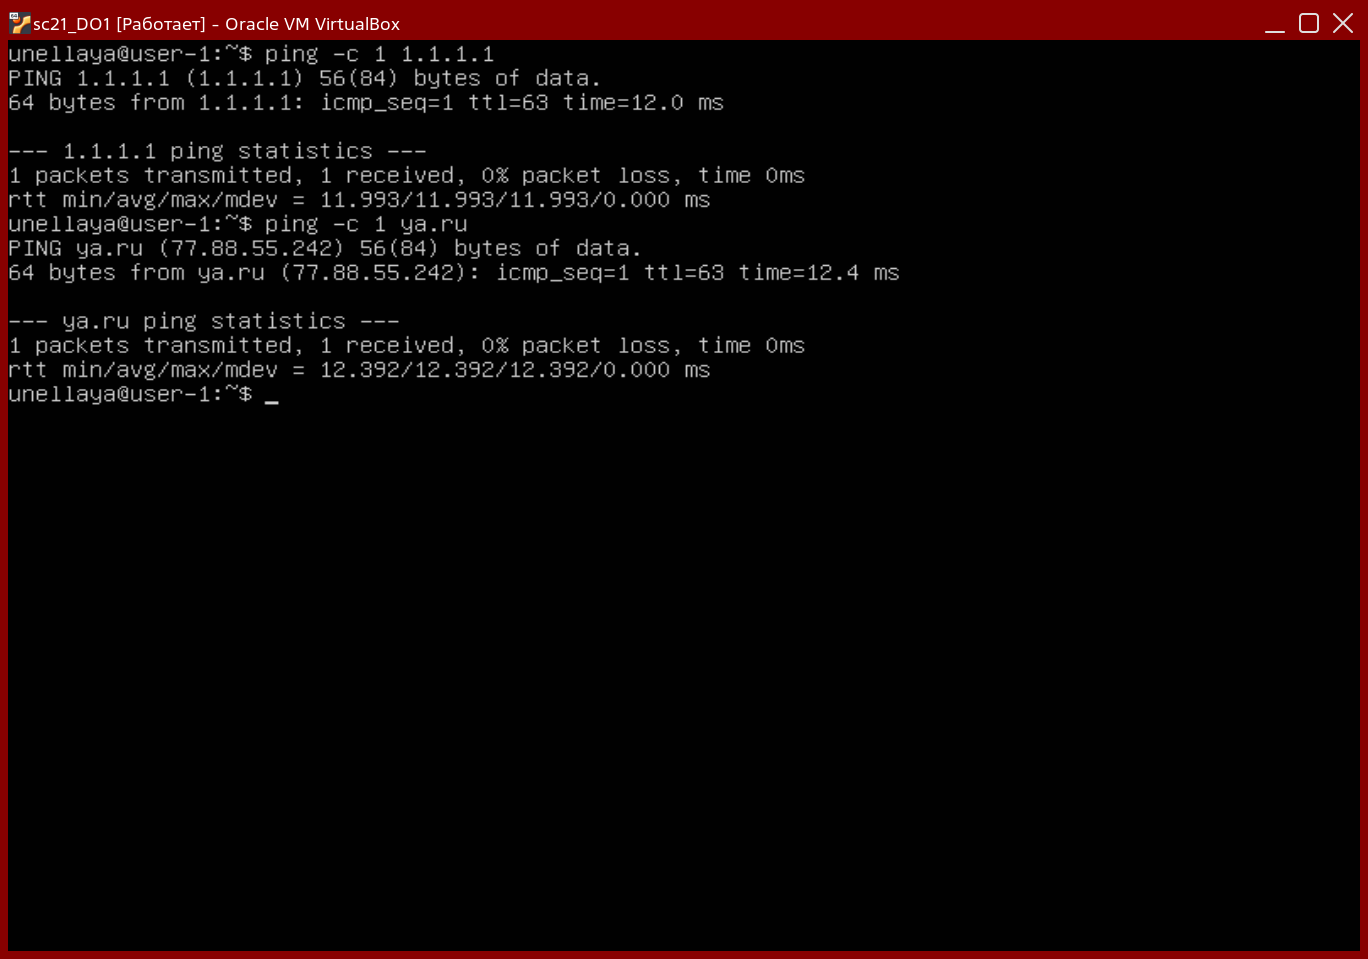 sc21_DO1 [Работает] - Oracle VM VirtualBox
unellaya@user-1:~$ ping -c 1 1.1.1.1
PING 1.1.1.1 (1.1.1.1) 56(84) bytes of data.
64 bytes from 1.1.1.1: icmp_seq=1 ttl=63 time=12.0 ms
--- 1.1.1.1 ping statistics ---
1 packets transmitted, 1 received, 0% packet loss, time 0ms
rtt min/avg/max/mdev = 11.993/11.993/11.993/0.000 ms
unellaya@user-1:~$ ping -c 1 ya.ru
PING ya.ru (77.88.55.242) 56(84) bytes of data.
64 bytes from ya.ru (77.88.55.242): icmp_seq=1 ttl=63 time=12.4 ms
--- ya.ru ping statistics ---
1 packets transmitted, 1 received, 0% packet loss, time 0ms
rtt min/avg/max/mdev = 12.392/12.392/12.392/0.000 ms
unellaya@user-1:~$ _